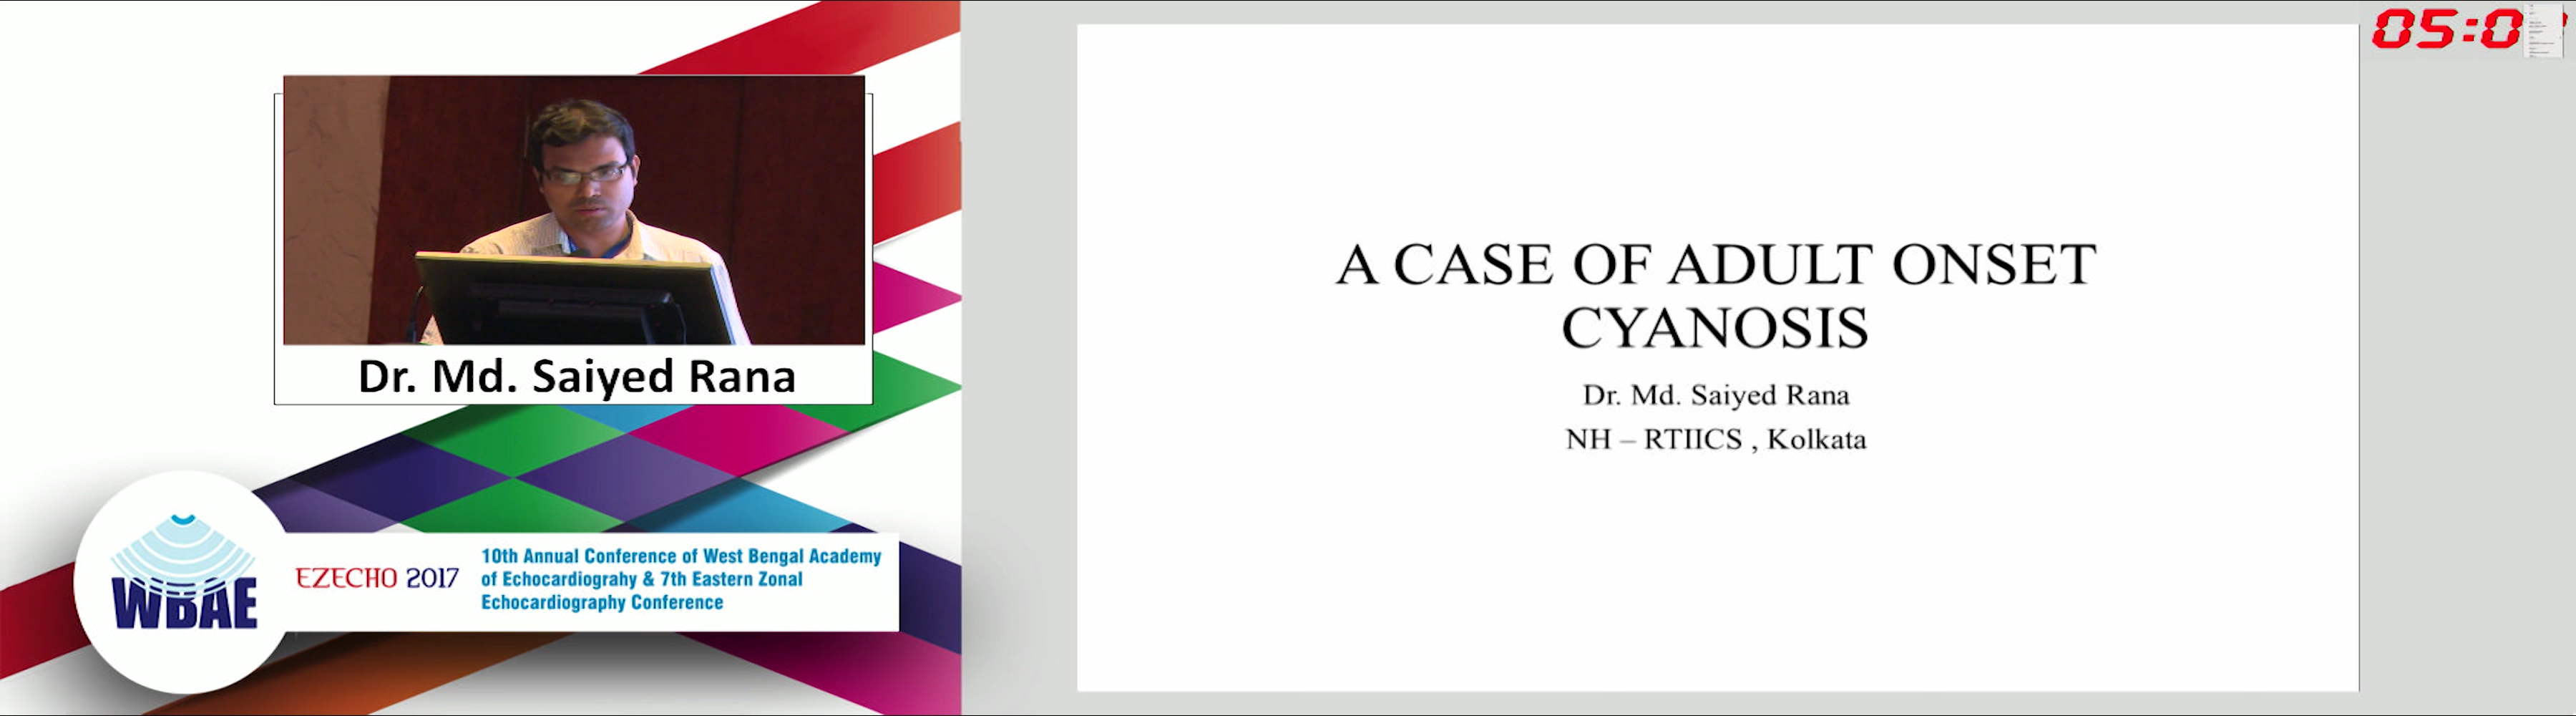 Dr. Md. Saiyed Rana
WBAE
EZECHO 2017
10th Annual Conference of West Bengal Academy
of Echocardiograhy & 7th Eastern Zonal
Echocardiography Conference
A CASE OF ADULT ONSET
CYANOSIS
Dr. Md. Saiyed Rana
NH – RTIICS , Kolkata
05:0